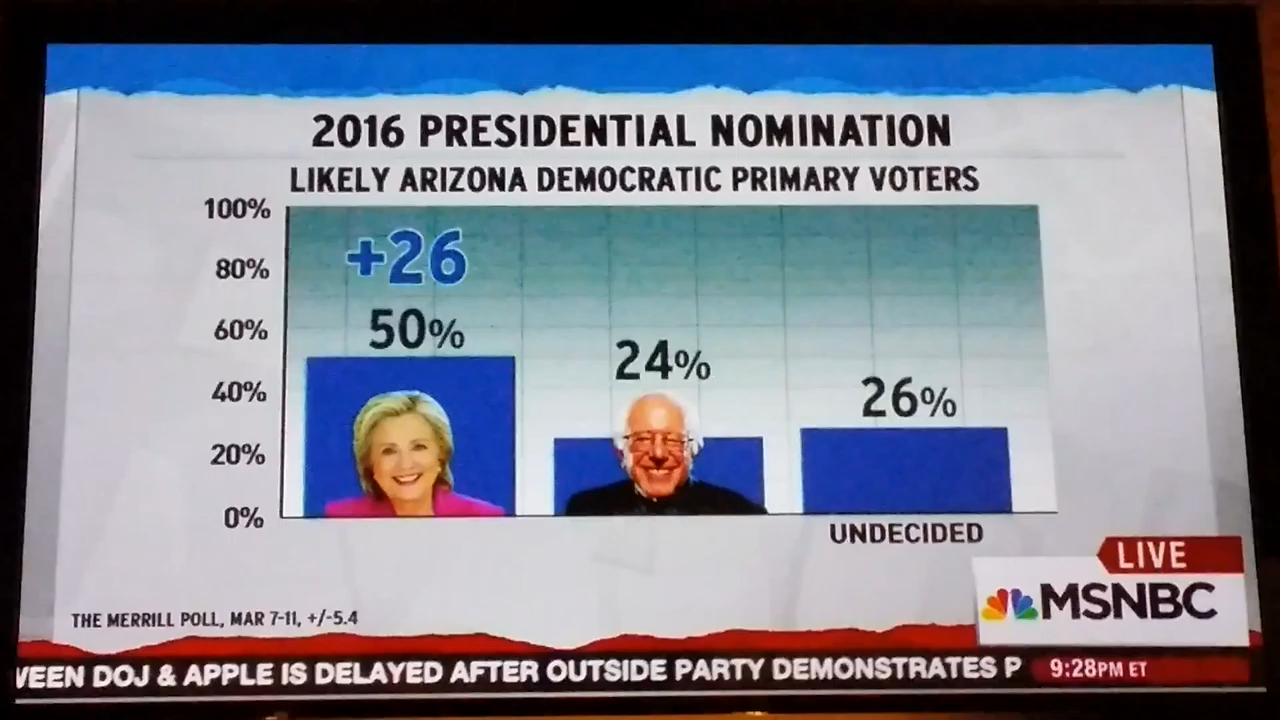 2016 PRESIDENTIAL NOMINATION
LIKELY ARIZONA DEMOCRATIC PRIMARY VOTERS
100%
80%
60%
40%
20%
0%
+26
50%
24%
26%
UNDECIDED
THE MERRILL POLL, MAR 7-11, +/-5.4
LIVE
MSNBC
VEEN DOJ & APPLE IS DELAYED AFTER OUTSIDE PARTY DEMONSTRATES P
9:28PM ET